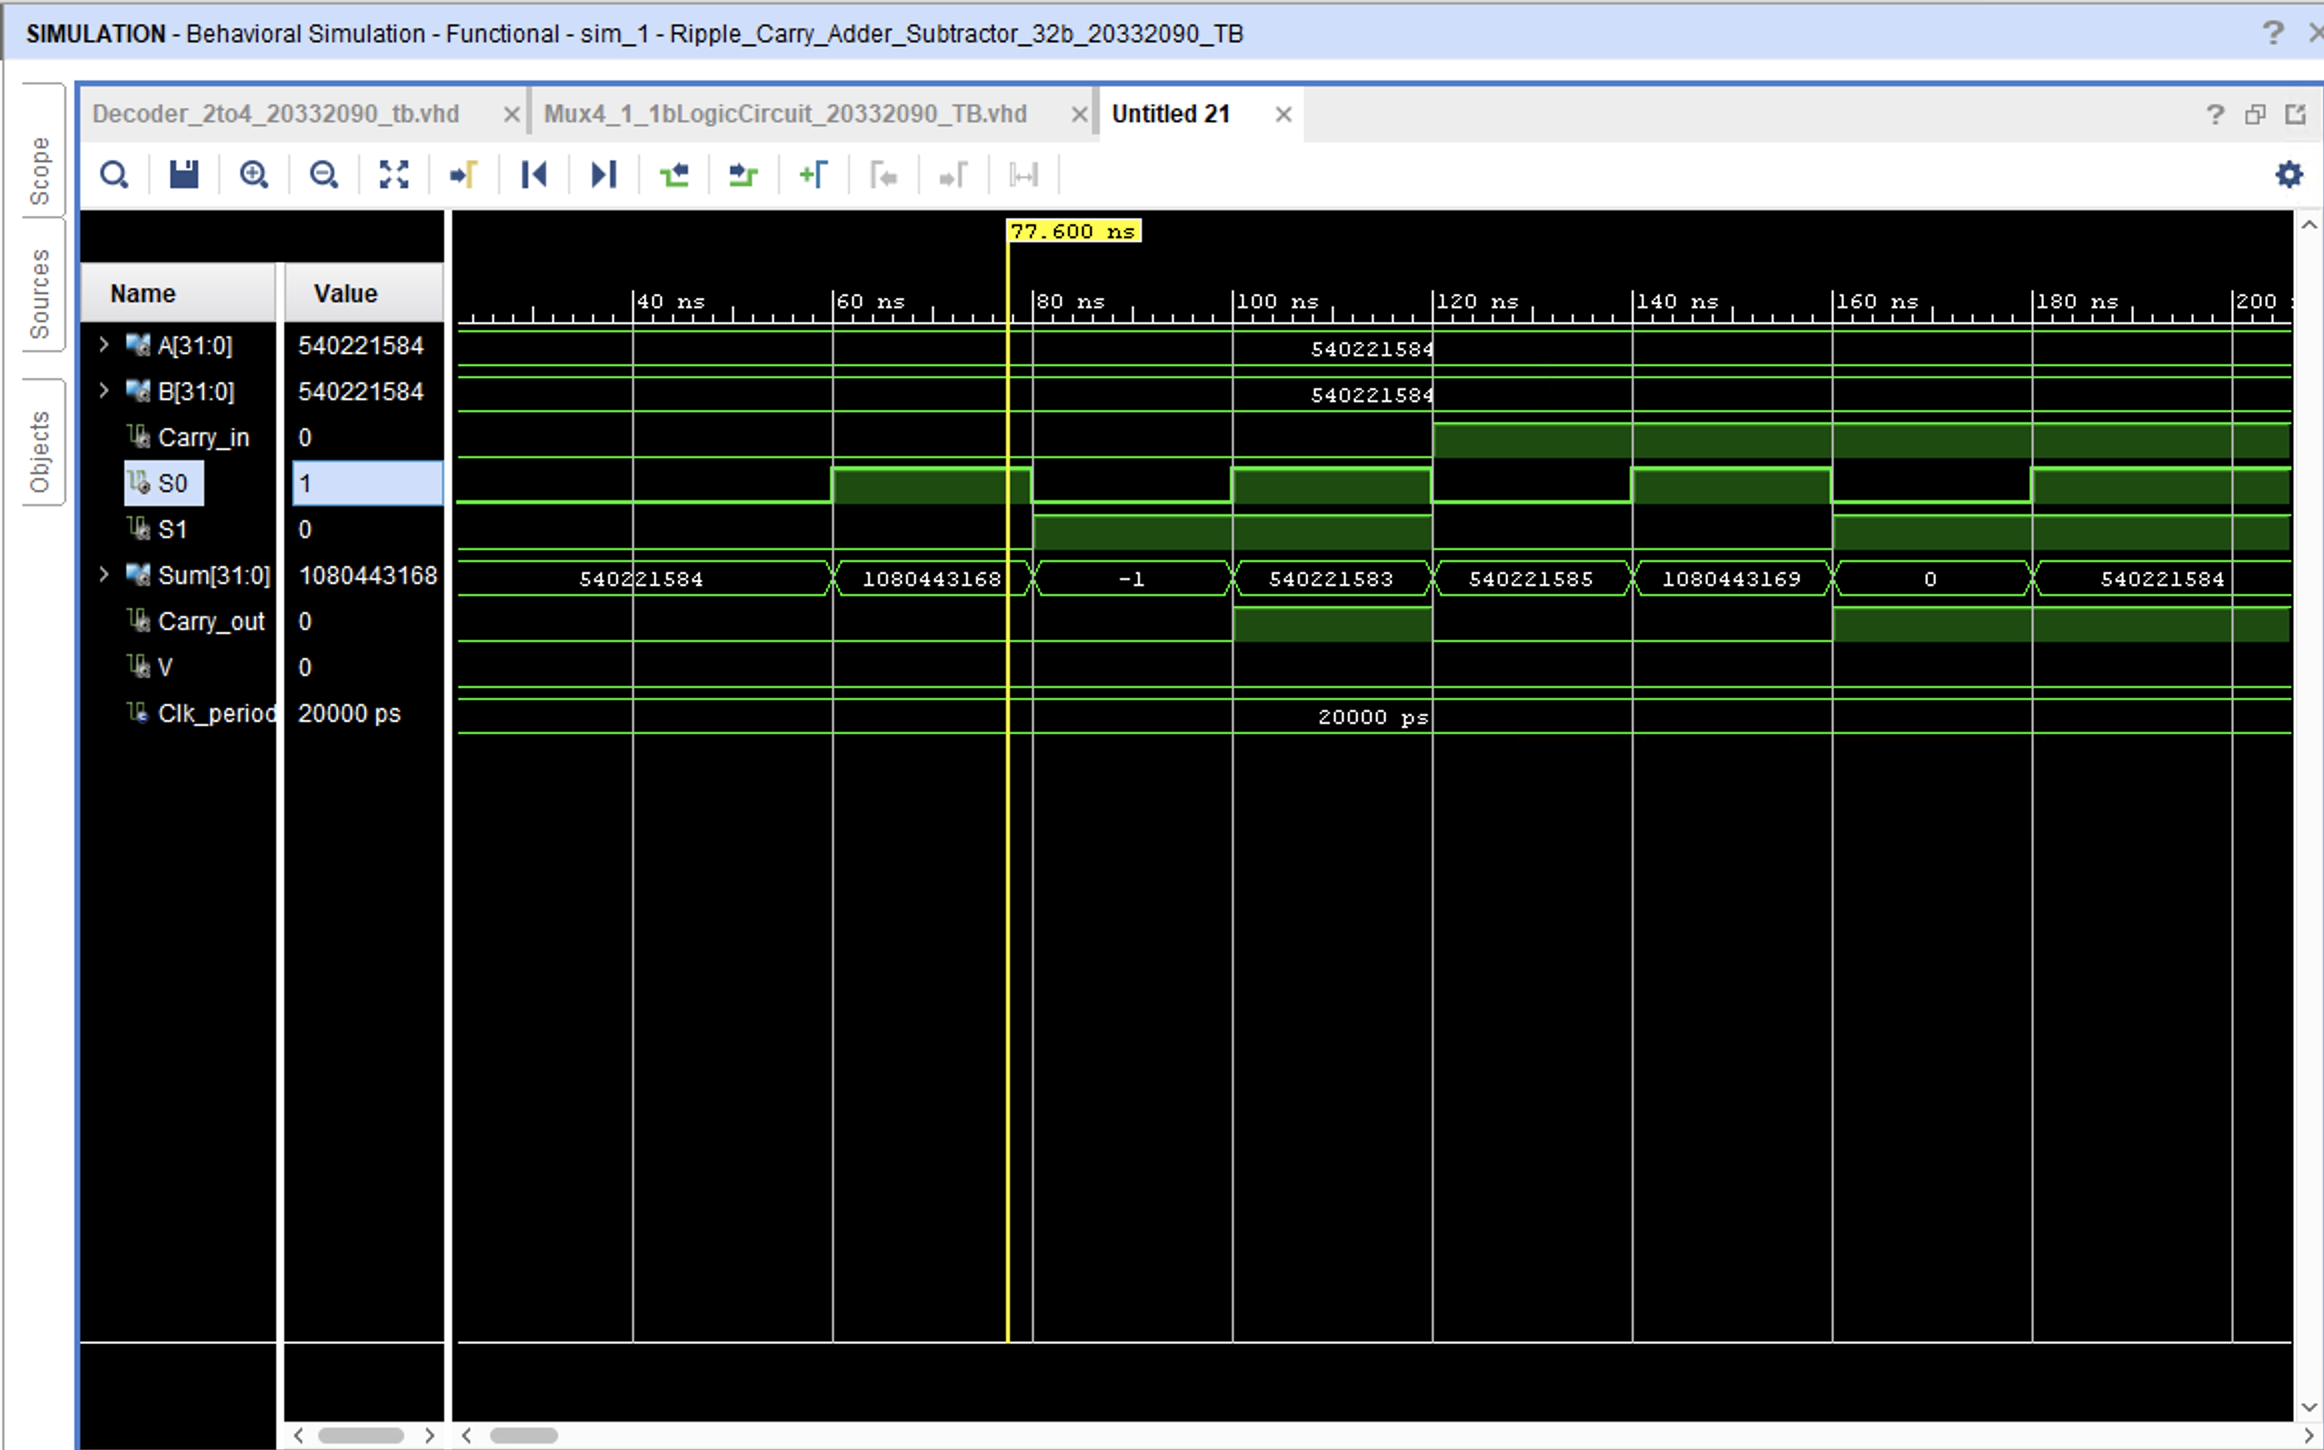 SIMULATION - Behavioral Simulation - Functional - sim_1 - Ripple_Carry_Adder_Subtractor_32b_20332090_TB
Decoder_2to4_20332090_tb.vhd
Mux4_1_1bLogicCircuit_20332090_TB.vhd
Untitled 21
Scope
Sources
Objects
77.600 ns
Name Value
40 ns 60 ns 80 ns 100 ns 120 ns 140 ns 160 ns 180 ns 200
A[31:0] 540221584 540221584
B[31:0] 540221584 540221584
Carry_in 0
S0 1
S1 0
Sum[31:0] 1080443168 540221584 1080443168 -1 540221583 540221585 1080443169 0 540221584
Carry_out 0
V 0
Clk_period 20000 ps 20000 ps